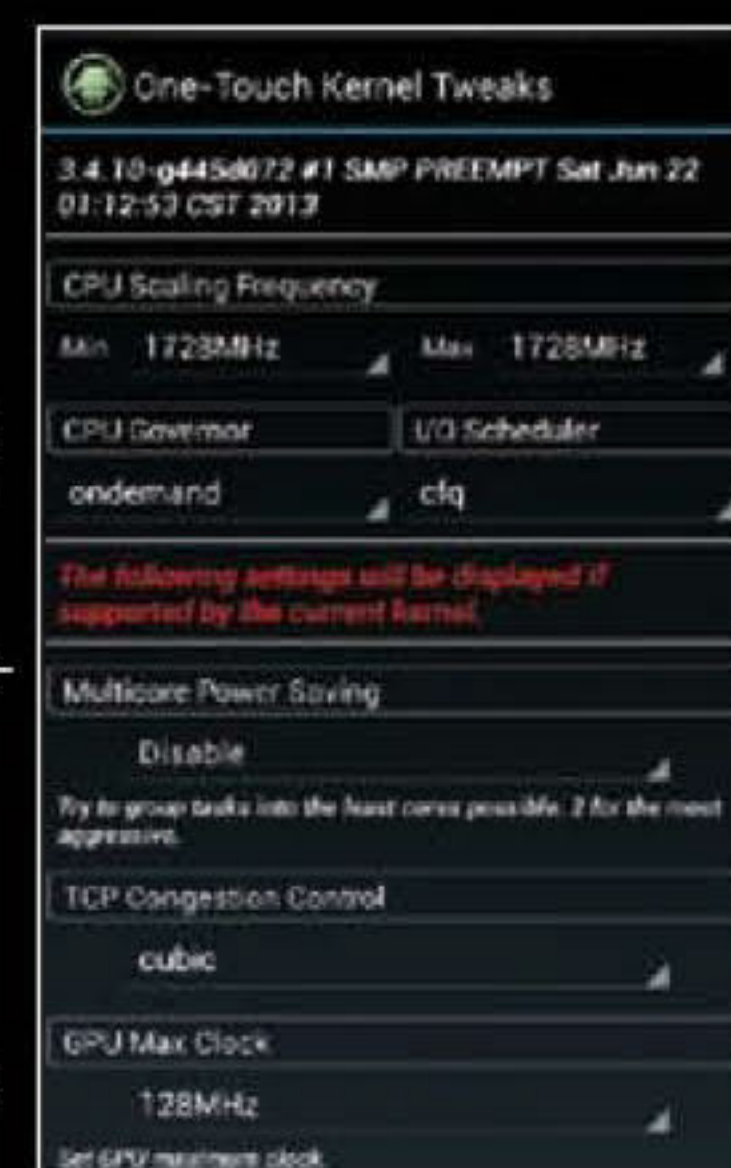 One-Touch Kernel Tweaks
3.4.10-g445d072 #1 SMP PREEMPT Sat Jun 22
01:12:53 CST 2013
CPU Scaling Frequency
Min 1728MHz Max 1728MHz
CPU Governor I/O Scheduler
ondemand cfq
The following settings will be displayed if
supported by the current kernel.
Multicore Power Saving
Disable
Try to group tasks into the least cores possible. 2 for the most
aggressive.
TCP Congestion Control
cubic
GPU Max Clock
128MHz
Set GPU maximum clock